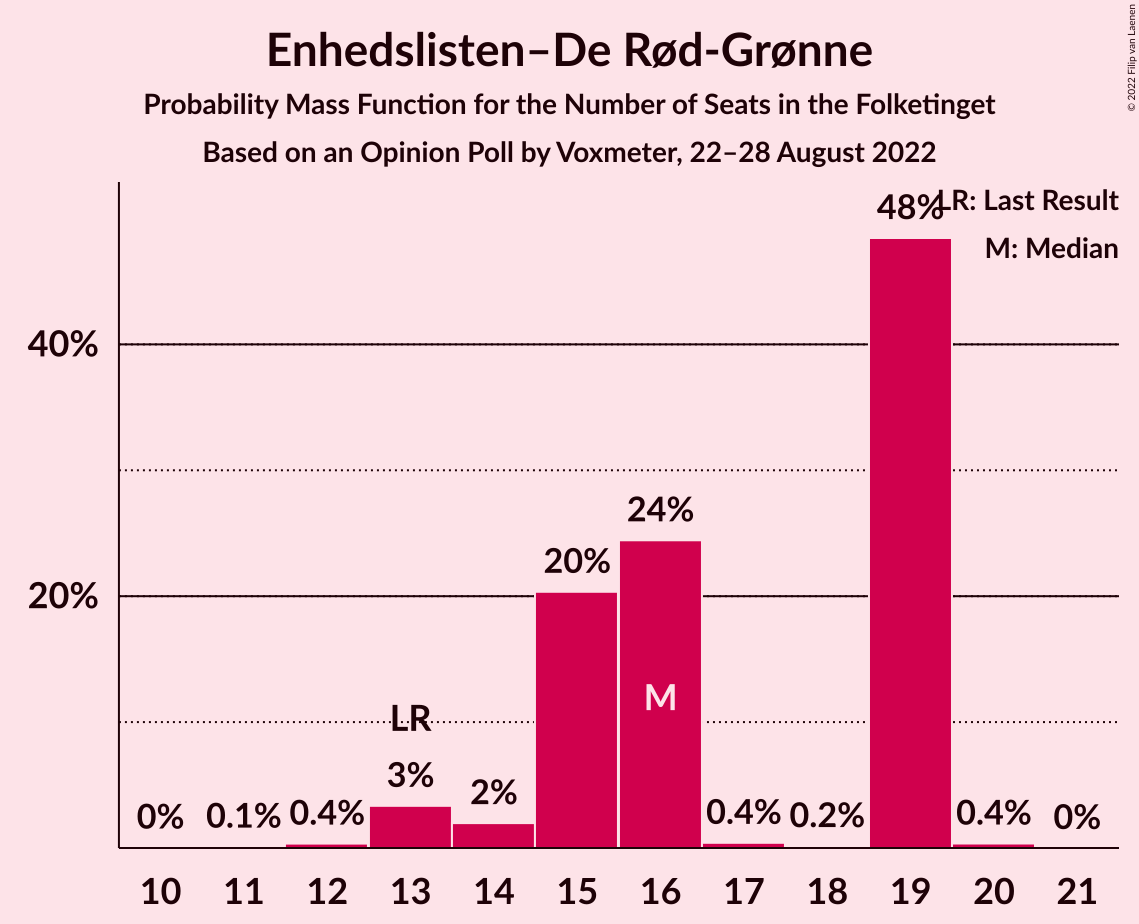 Enhedslisten–De Rød-Grønne
Probability Mass Function for the Number of Seats in the Folketinget
Based on an Opinion Poll by Voxmeter, 22–28 August 2022
© 2022 Filip van Laenen
LR: Last Result
M: Median
48%
40%
24%
20%
20%
M
LR
3%
2%
0%
0.1%
0.4%
0.4%
0.2%
0.4%
0%
10 11 12 13 14 15 16 17 18 19 20 21